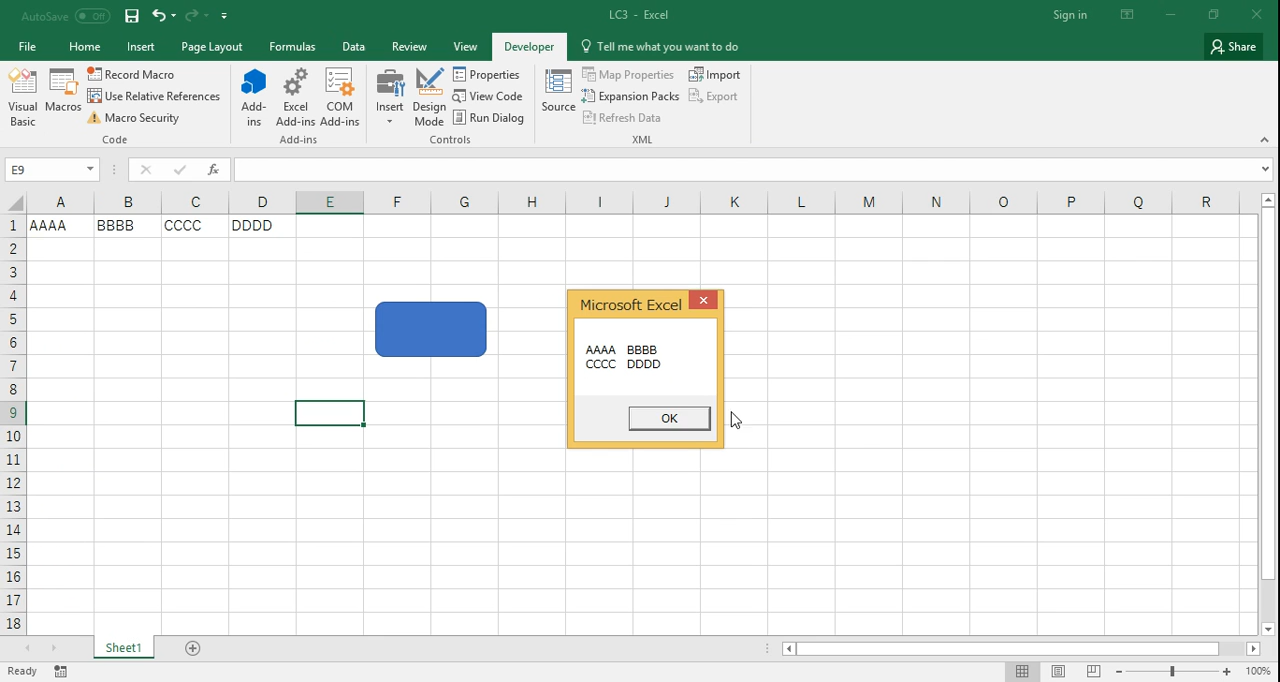 AutoSave Off
LC3 - Excel
Sign in
File Home Insert Page Layout Formulas Data Review View Developer Tell me what you want to do Share
Visual Basic
Macros
Record Macro
Use Relative References
Macro Security
Code
Add-ins
Excel Add-ins
COM Add-ins
Add-ins
Insert
Design Mode
Properties
View Code
Run Dialog
Controls
Source
Map Properties
Expansion Packs
Refresh Data
Import
Export
XML
E9 fx
A B C D E F G H I J K L M N O P Q R
1 AAAA BBBB CCCC DDDD
2
3
4
5
6
7
8
9
10
11
12
13
14
15
16
17
18
Microsoft Excel
AAAA BBBB
CCCC DDDD
OK
Sheet1
Ready 100%